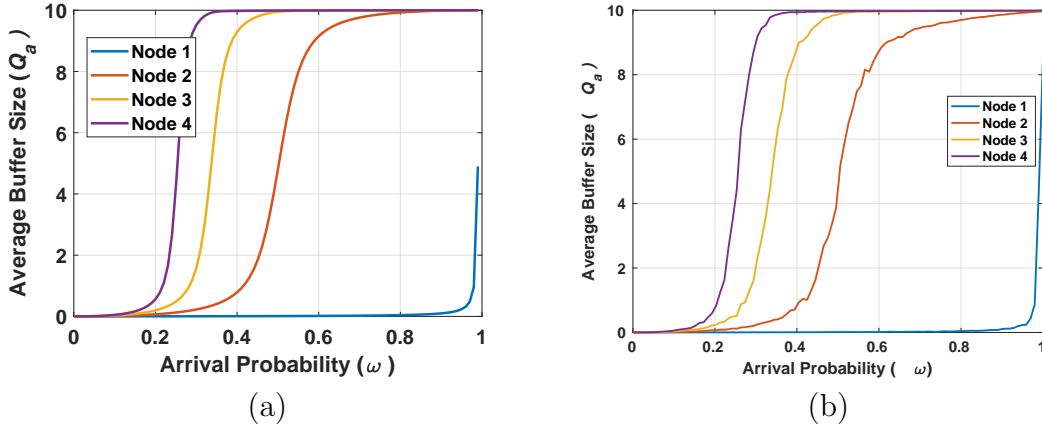 Average Buffer Size (Q_a)
10
8
6
4
2
0
Node 1
Node 2
Node 3
Node 4
0 0.2 0.4 0.6 0.8 1
Arrival Probability (ω)
(a)
Average Buffer Size ( Q_a)
10
8
6
4
2
0
Node 1
Node 2
Node 3
Node 4
0.2 0.4 0.6 0.8 1
Arrival Probability ( ω)
(b)